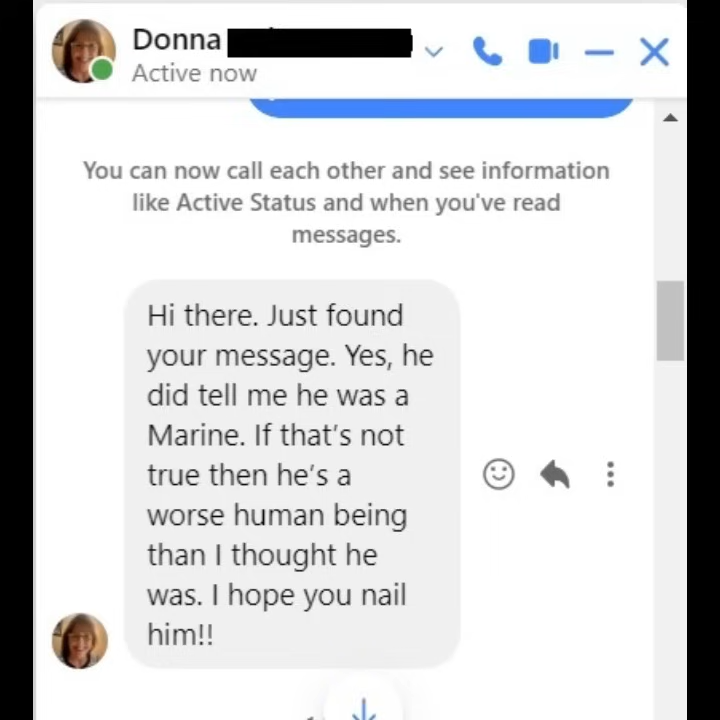 Donna
Active now
You can now call each other and see information
like Active Status and when you've read
messages.
Hi there. Just found
your message. Yes, he
did tell me he was a
Marine. If that's not
true then he's a
worse human being
than I thought he
was. I hope you nail
him!!